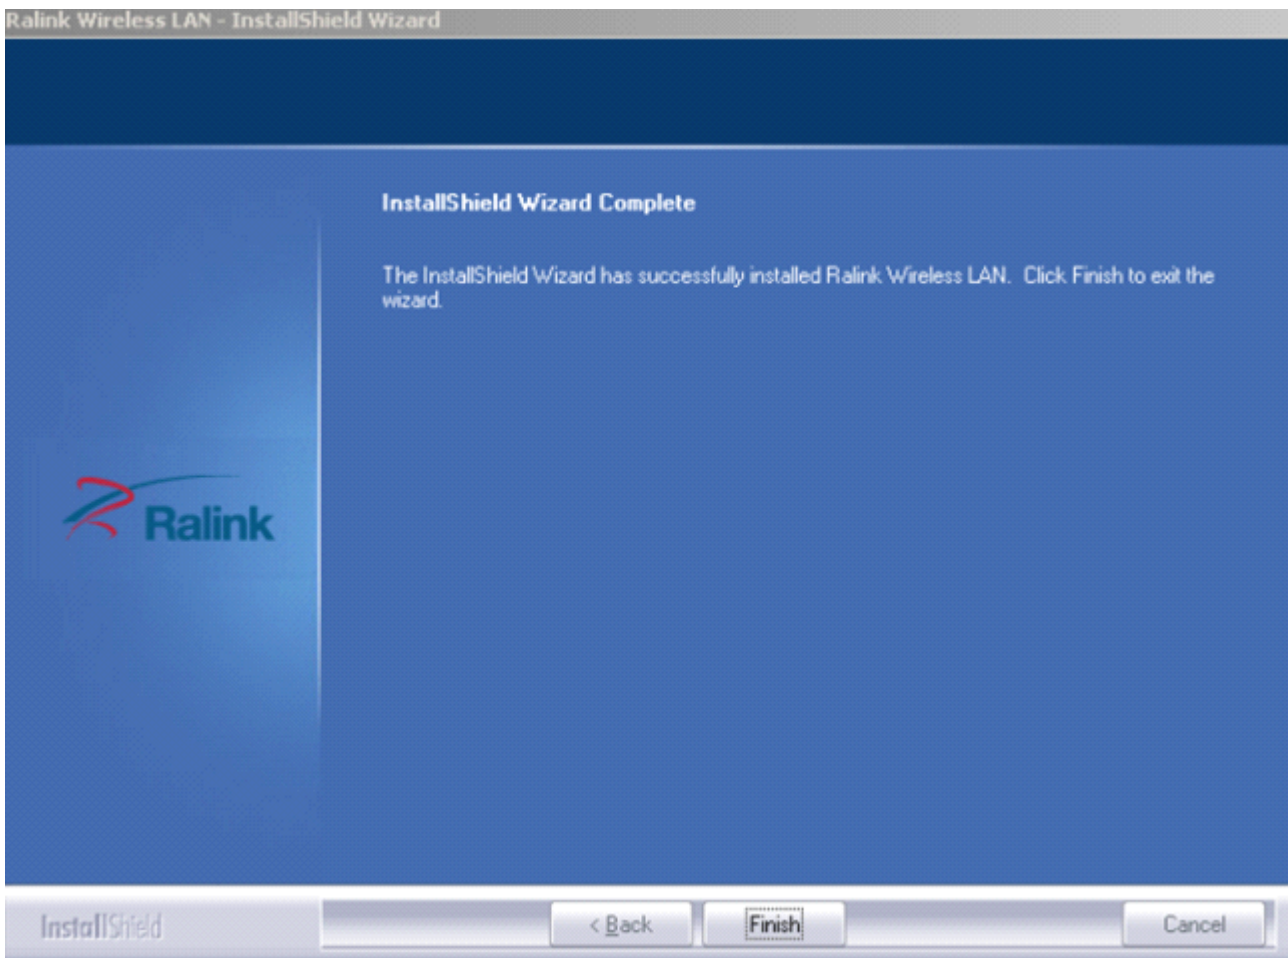 Ralink Wireless LAN - InstallShield Wizard
InstallShield Wizard Complete
The InstallShield Wizard has successfully installed Ralink Wireless LAN.  Click Finish to exit the
wizard.
Ralink
InstallShield
< Back
Finish
Cancel